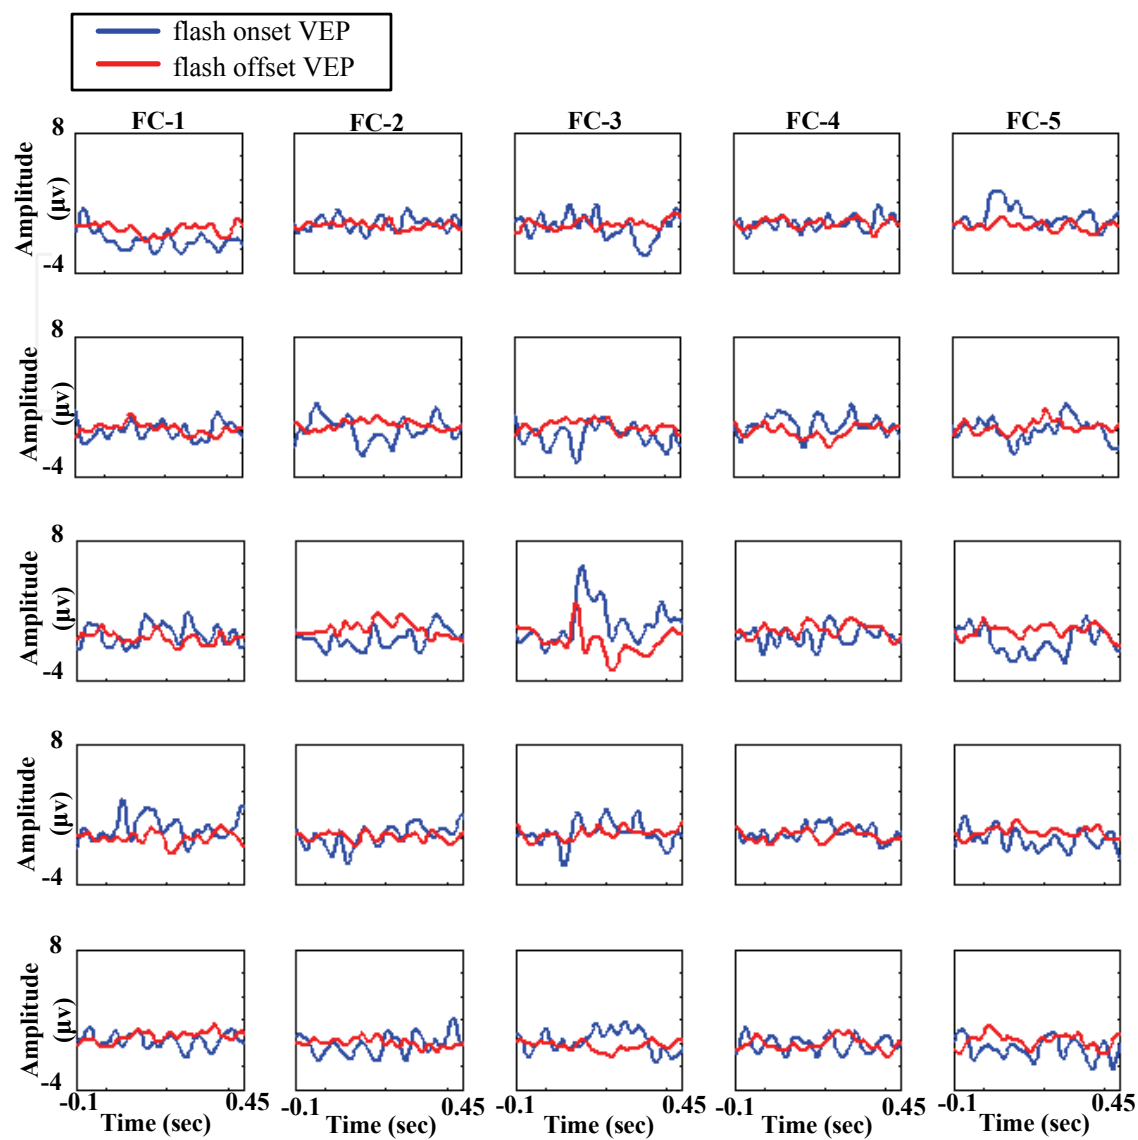 flash onset VEP
flash offset VEP
FC-1 FC-2 FC-3 FC-4 FC-5
8
Amplitude
(μv)
-4
8
Amplitude
(μv)
-4
8
Amplitude
(μv)
-4
8
Amplitude
(μv)
-4
8
Amplitude
(μv)
-4
-0.1 0.45 -0.1 0.45 -0.1 0.45 -0.1 0.45 -0.1 0.45
Time (sec) Time (sec) Time (sec) Time (sec) Time (sec)